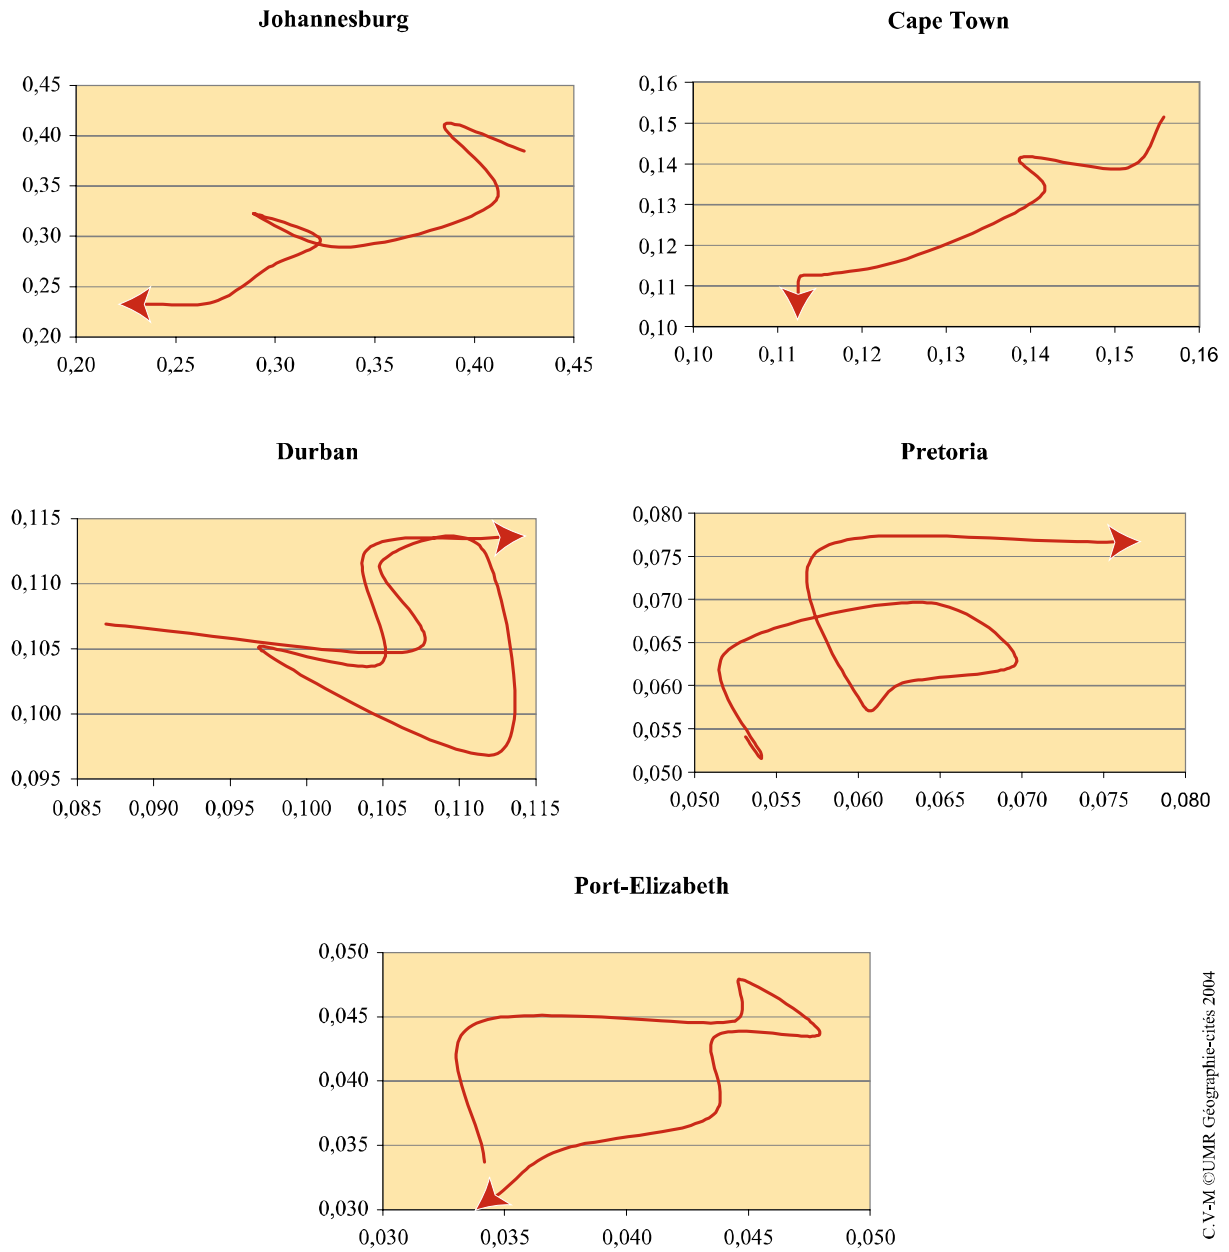 Johannesburg
0,45
0,40
0,35
0,30
0,25
0,20
0,20 0,25 0,30 0,35 0,40 0,45
Cape Town
0,16
0,15
0,14
0,13
0,12
0,11
0,10
0,10 0,11 0,12 0,13 0,14 0,15 0,16
Durban
0,115
0,110
0,105
0,100
0,095
0,085 0,090 0,095 0,100 0,105 0,110 0,115
Pretoria
0,080
0,075
0,070
0,065
0,060
0,055
0,050
0,050 0,055 0,060 0,065 0,070 0,075 0,080
Port-Elizabeth
0,050
0,045
0,040
0,035
0,030
0,030 0,035 0,040 0,045 0,050
C.V-M ©UMR Géographie-cités 2004